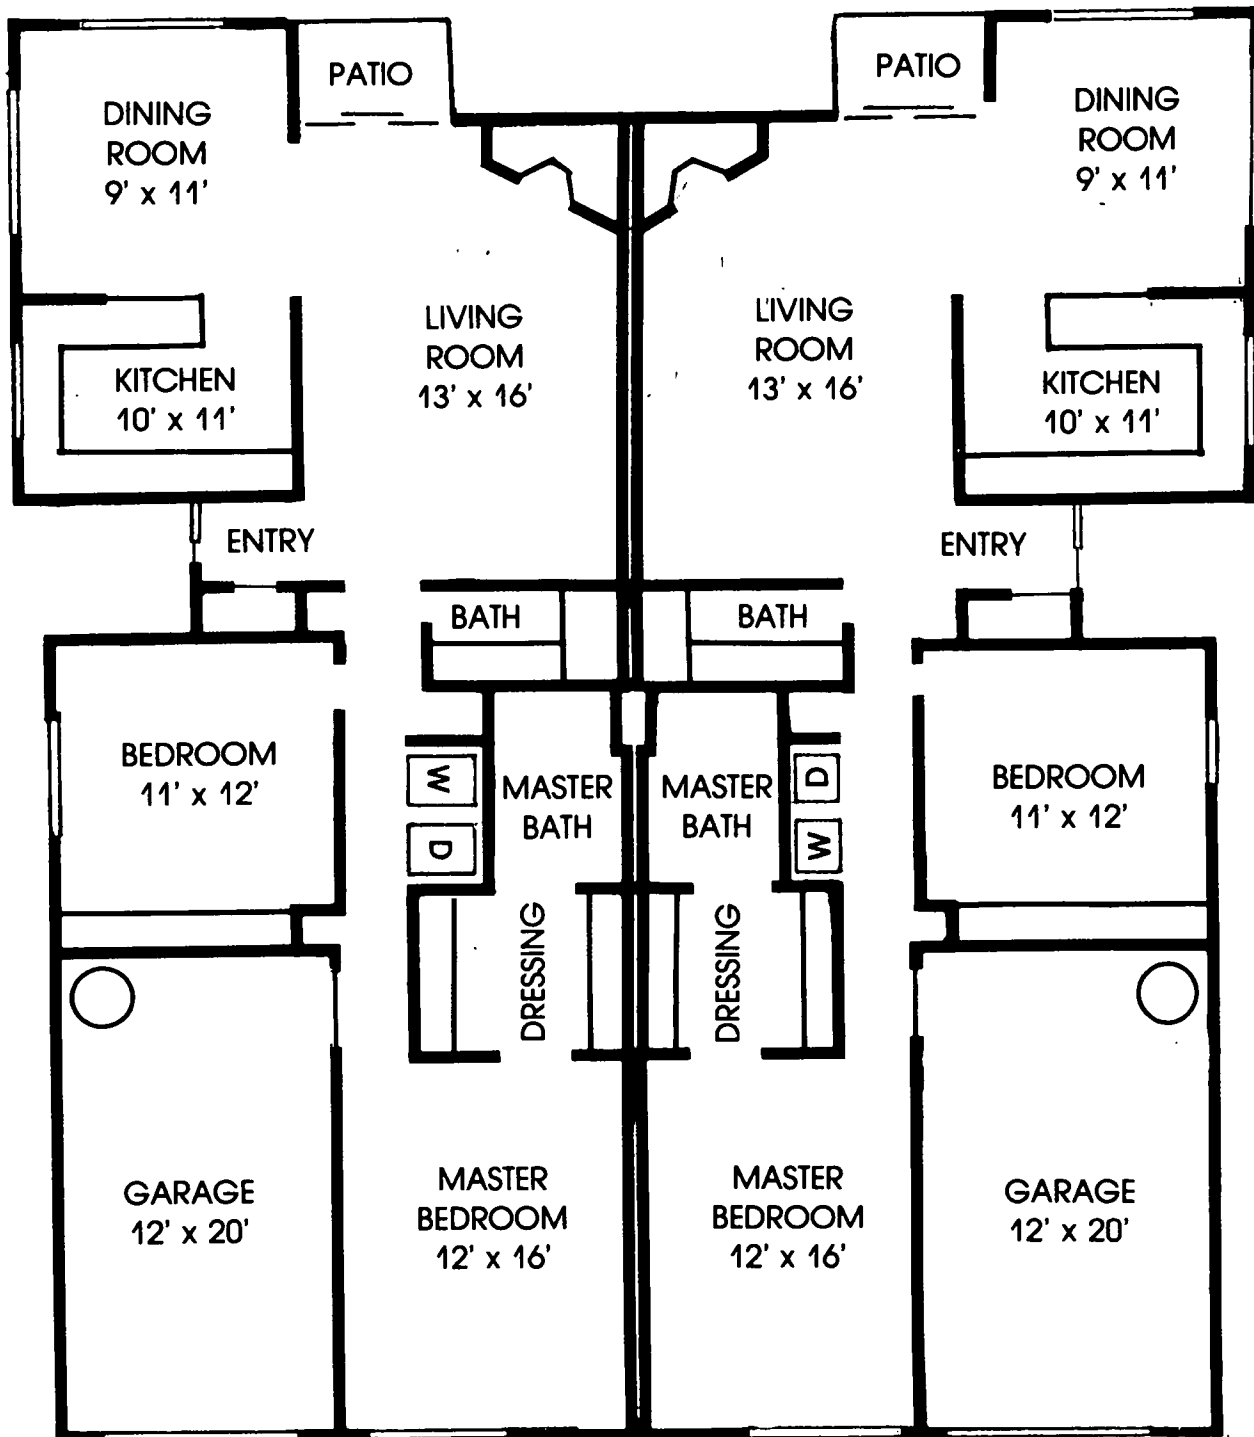 PATIO
PATIO
DINING
ROOM
9' x 11'
DINING
ROOM
9' x 11'
LIVING
ROOM
13' x 16'
LIVING
ROOM
13' x 16'
KITCHEN
10' x 11'
KITCHEN
10' x 11'
ENTRY
ENTRY
BATH
BATH
BEDROOM
11' x 12'
W
D
MASTER
BATH
MASTER
BATH
D
W
BEDROOM
11' x 12'
DRESSING
DRESSING
GARAGE
12' x 20'
MASTER
BEDROOM
12' x 16'
MASTER
BEDROOM
12' x 16'
GARAGE
12' x 20'